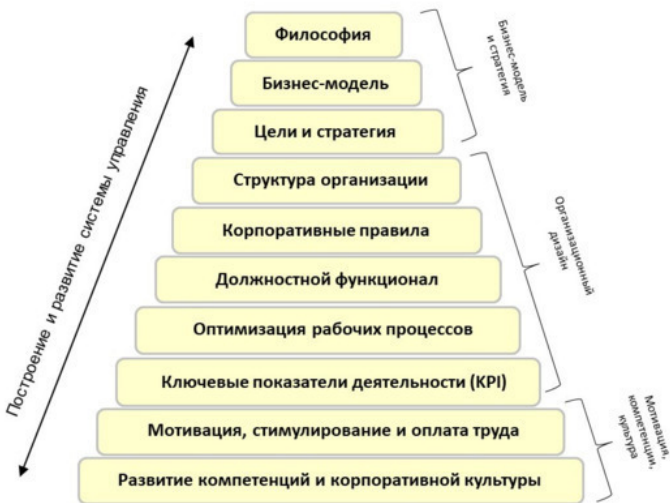 Философия
Бизнес-модель
Цели и стратегия
Структура организации
Корпоративные правила
Должностной функционал
Оптимизация рабочих процессов
Ключевые показатели деятельности (KPI)
Мотивация, стимулирование и оплата труда
Развитие компетенций и корпоративной культуры
Построение и развитие системы управления
Бизнес-модель
и стратегия
Организационный
дизайн
Мотивация,
компетенции,
культура